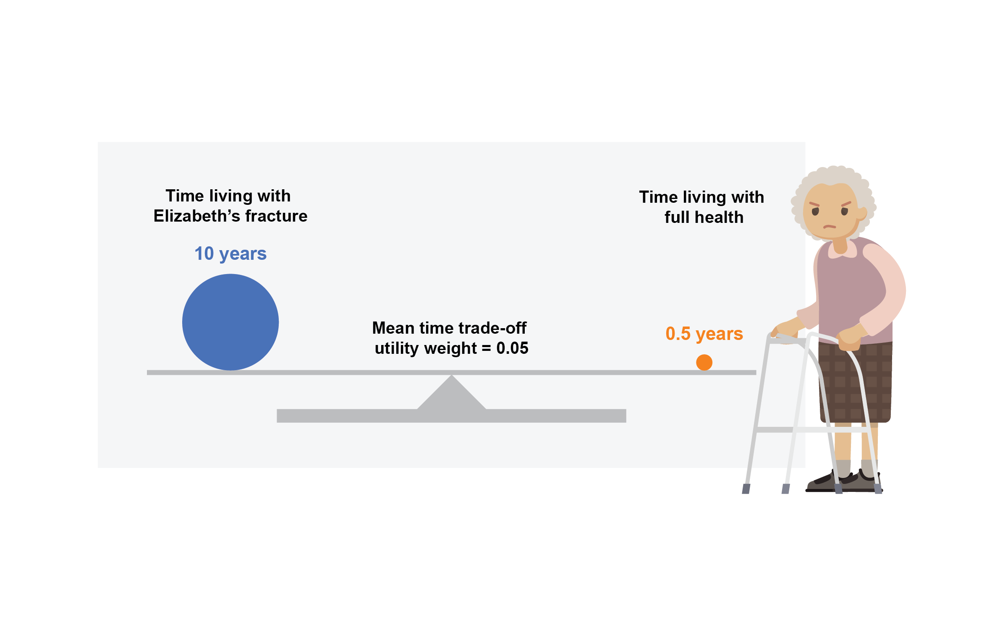 Time living with
Elizabeth’s fracture
10 years
Time living with
full health
0.5 years
Mean time trade-off
utility weight = 0.05